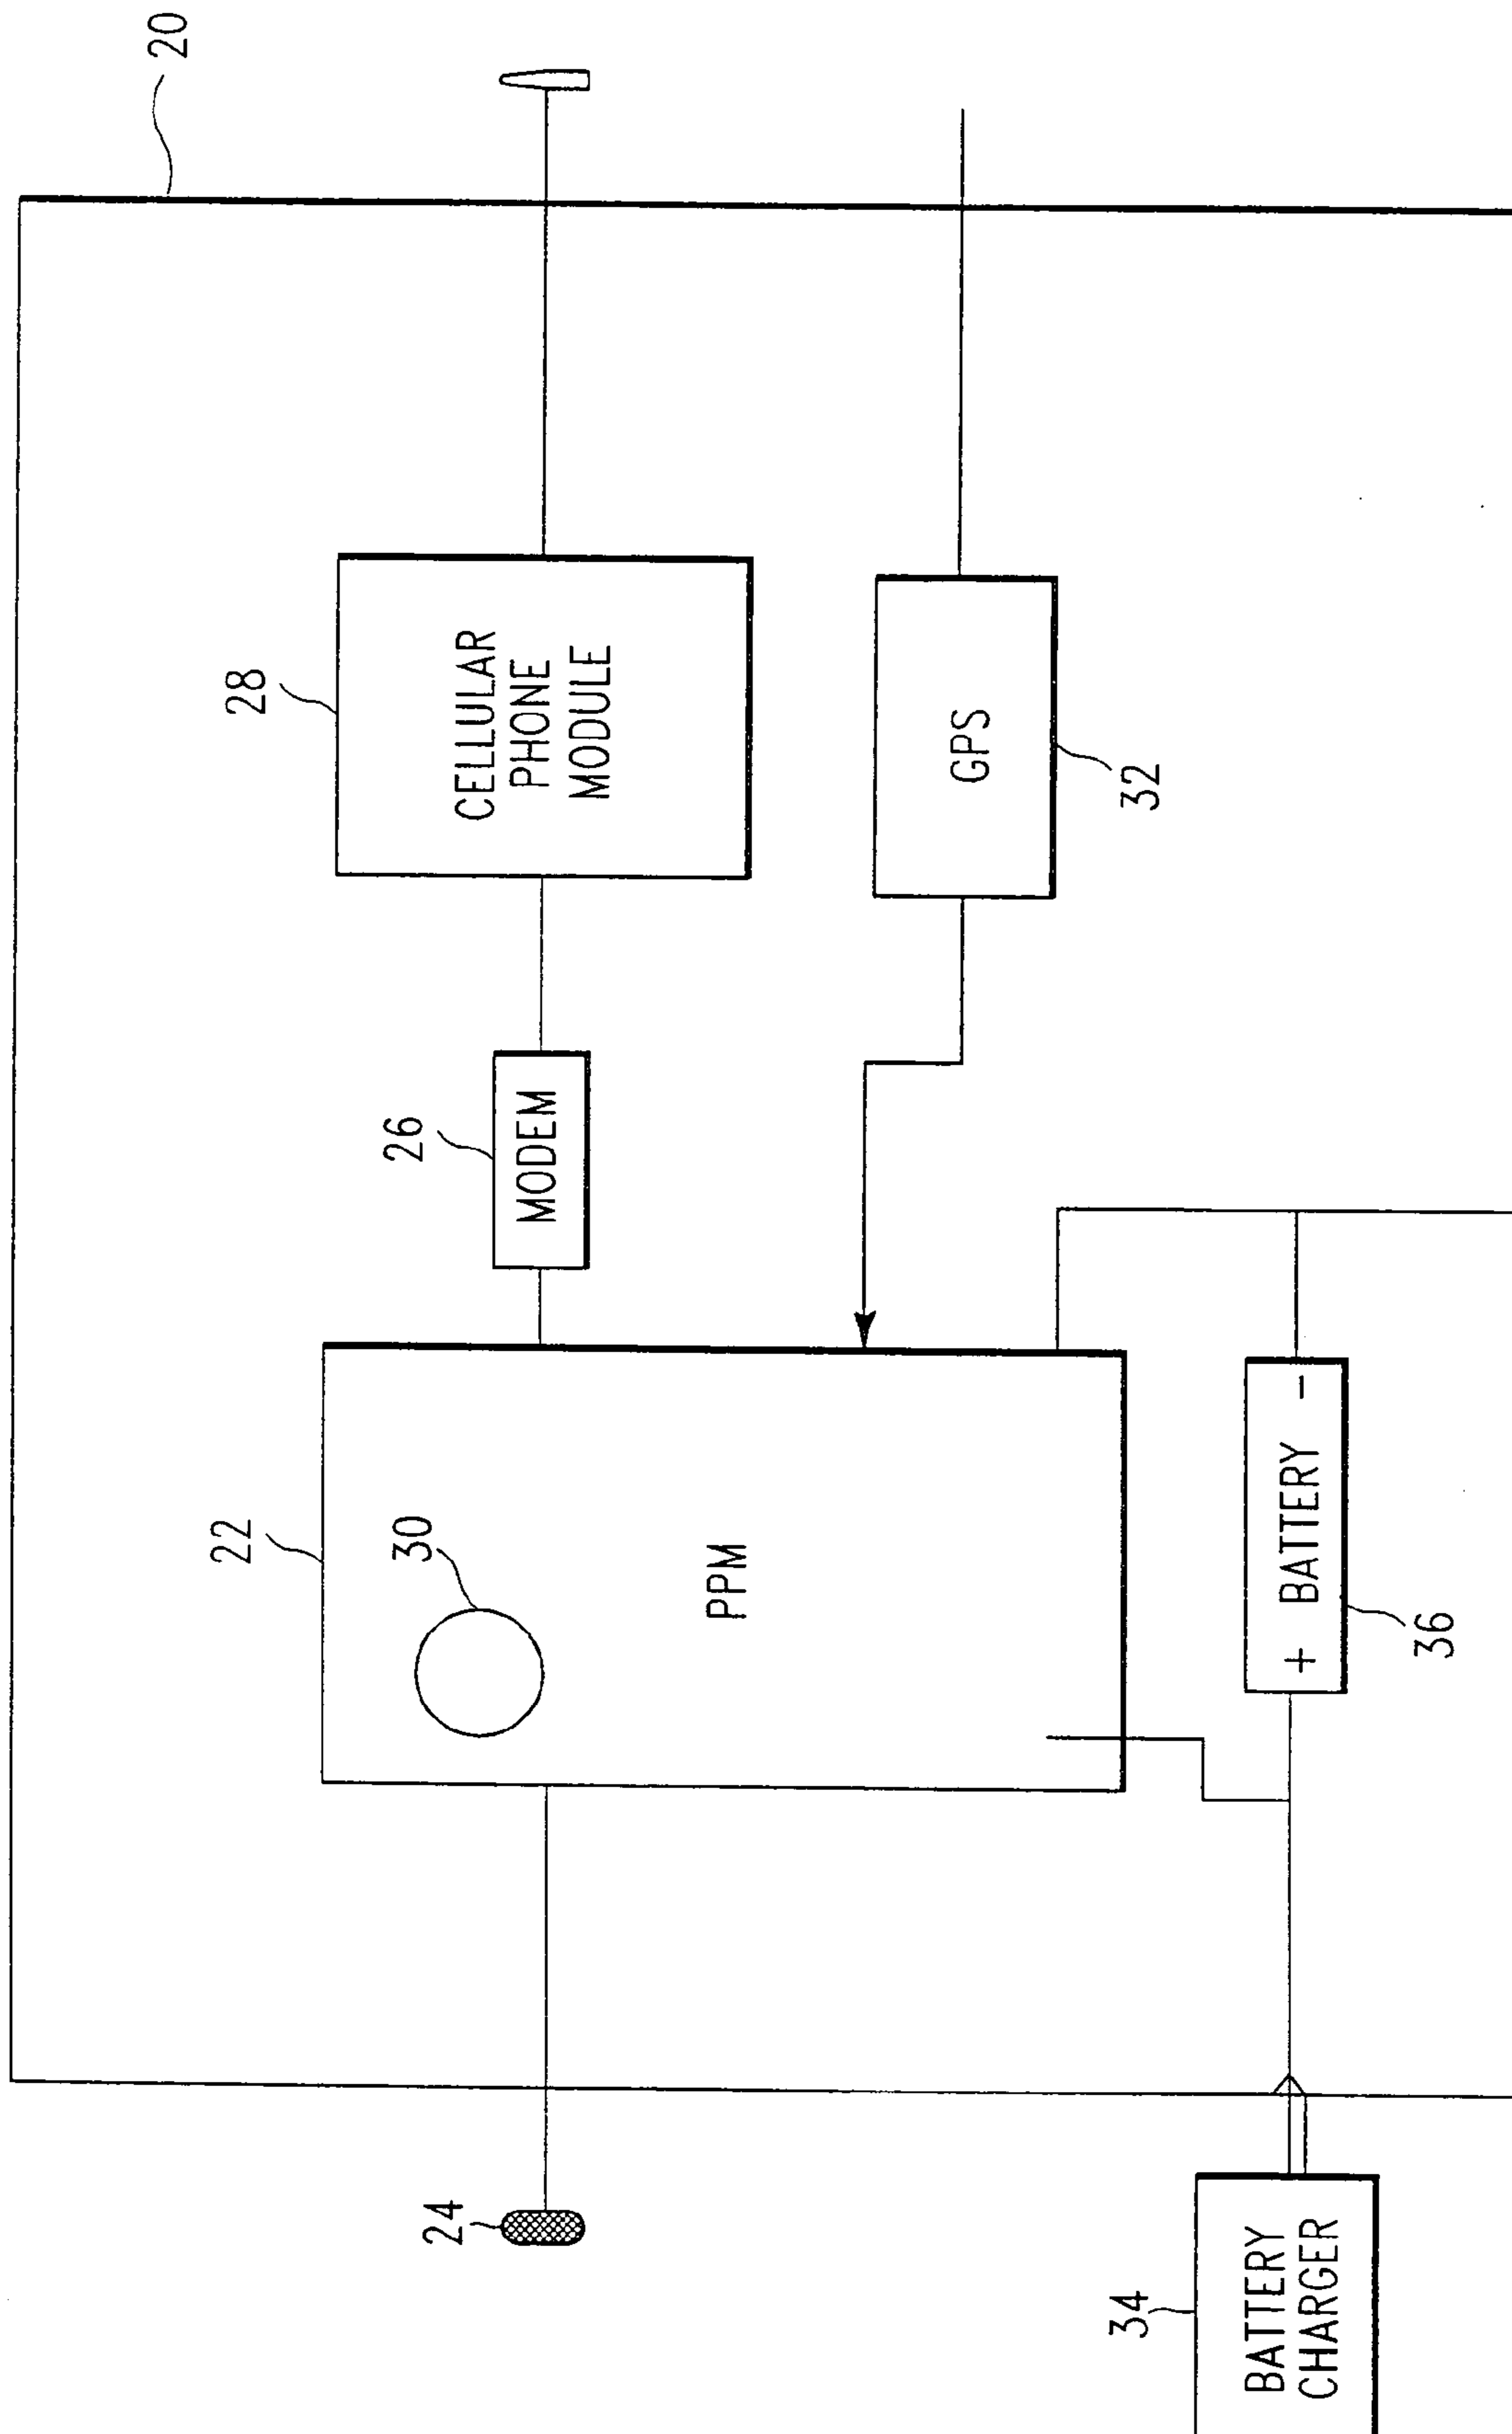 20
28
CELLULAR
PHONE
MODULE
26
MODEM
GPS
32
22
30
PPM
24
+ BATTERY -
36
34
BATTERY
CHARGER